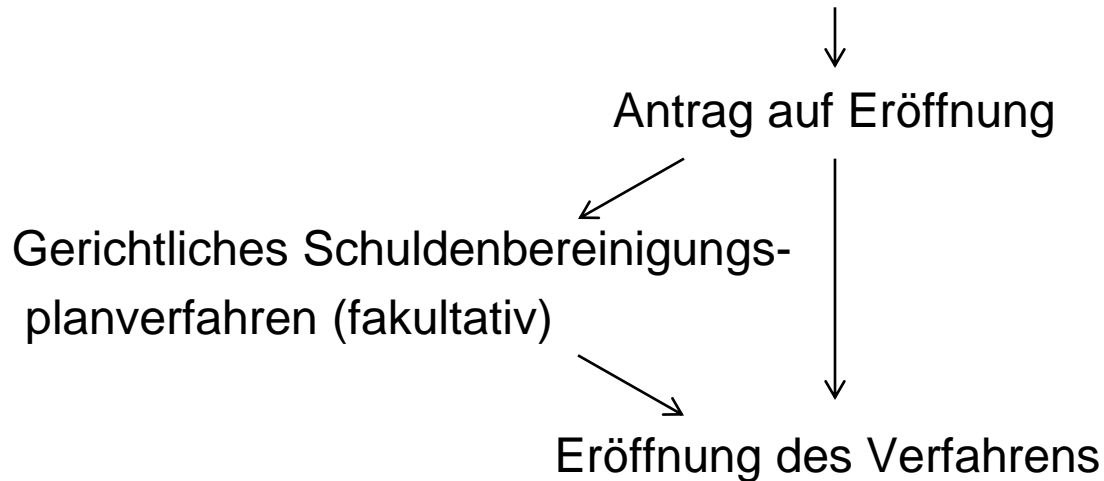 Antrag auf Eröffnung
Gerichtliches Schuldenbereinigungs-
planverfahren (fakultativ)
Eröffnung des Verfahrens